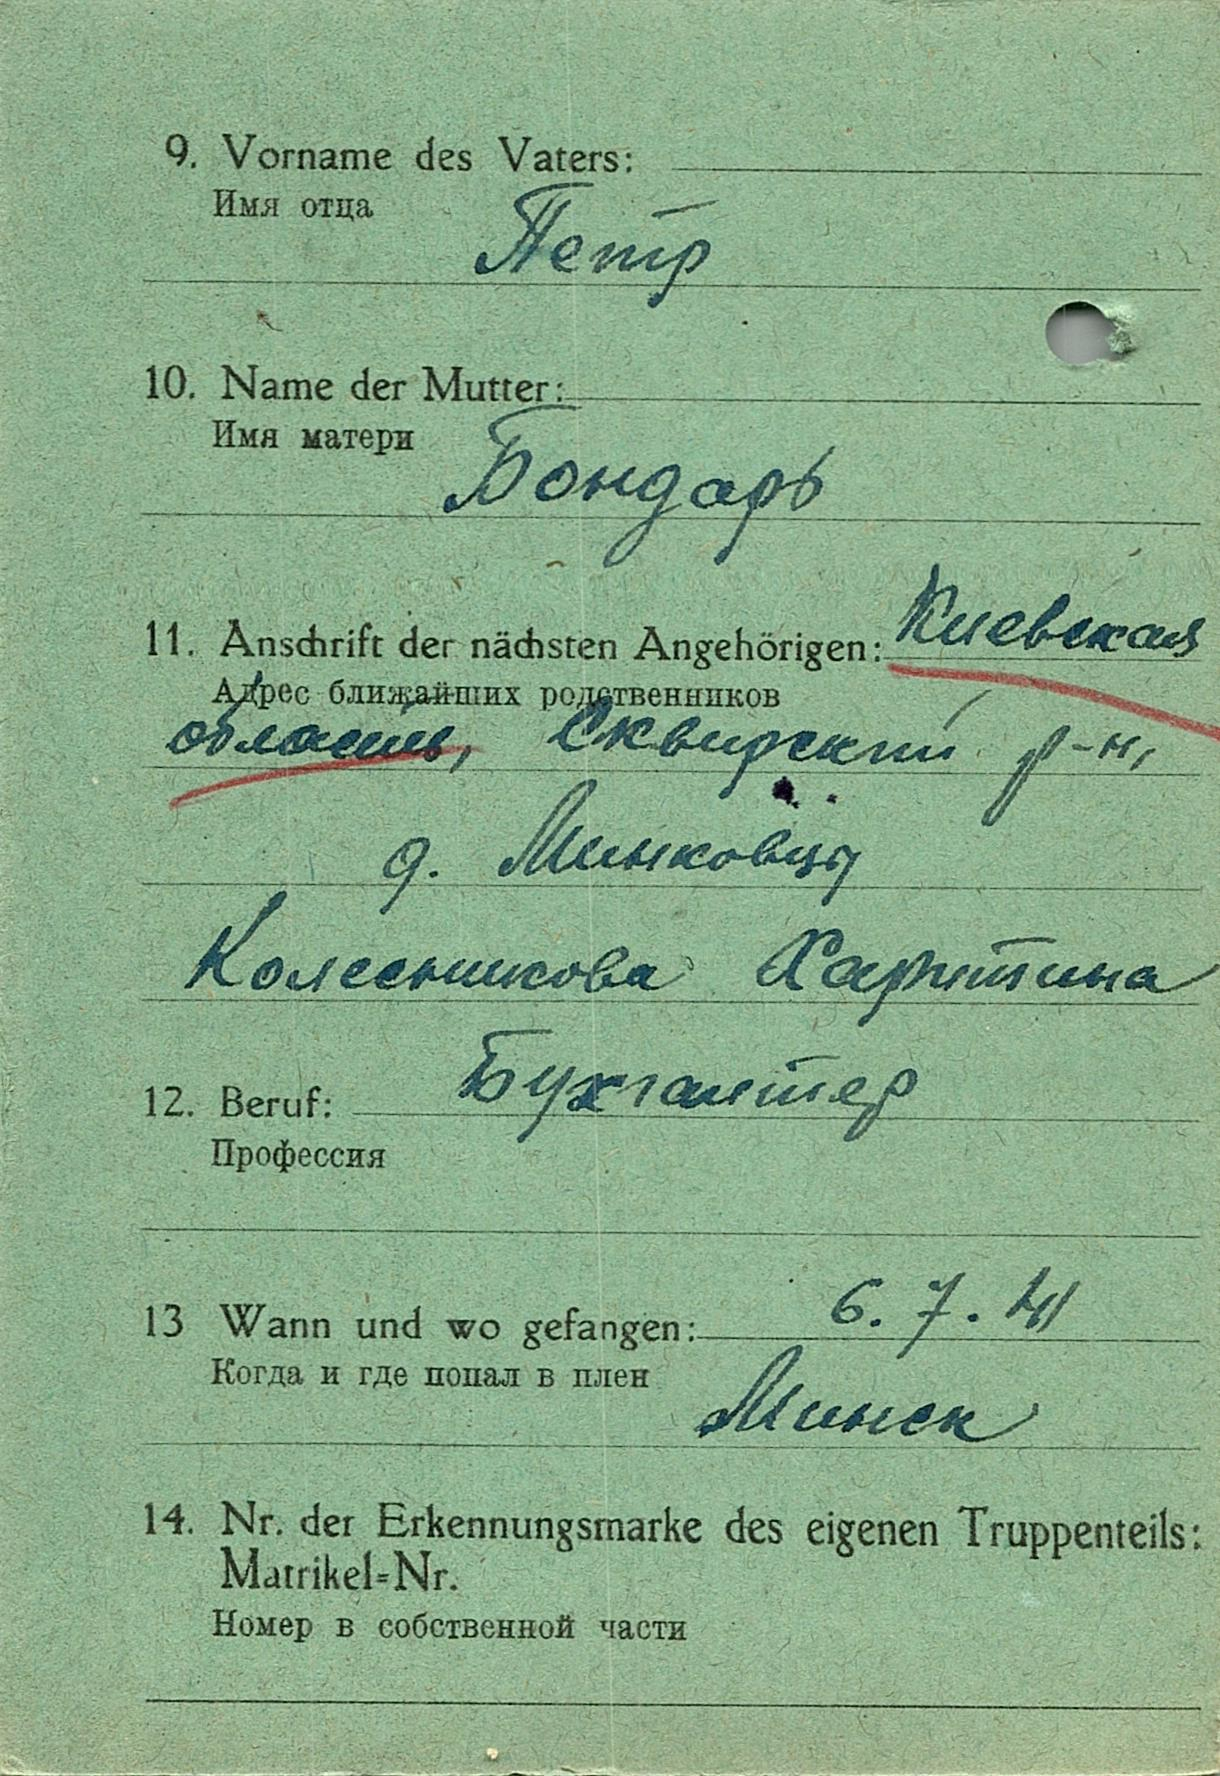 9. Vorname des Vaters:
Имя отца
Петр
10. Name der Mutter:
Имя матери
Бондарь
11. Anschrift der nächsten Angehörigen: Киевская
Адрес ближайших родственников
область, Сквирский р-н,
д. Минковцы
Колесникова Харитина
12. Beruf: Бухгалтер
Профессия
13 Wann und wo gefangen: 6. 7. 41
Когда и где попал в плен
Минск
14. Nr. der Erkennungsmarke des eigenen Truppenteils:
Matrikel=Nr.
Номер в собственной части